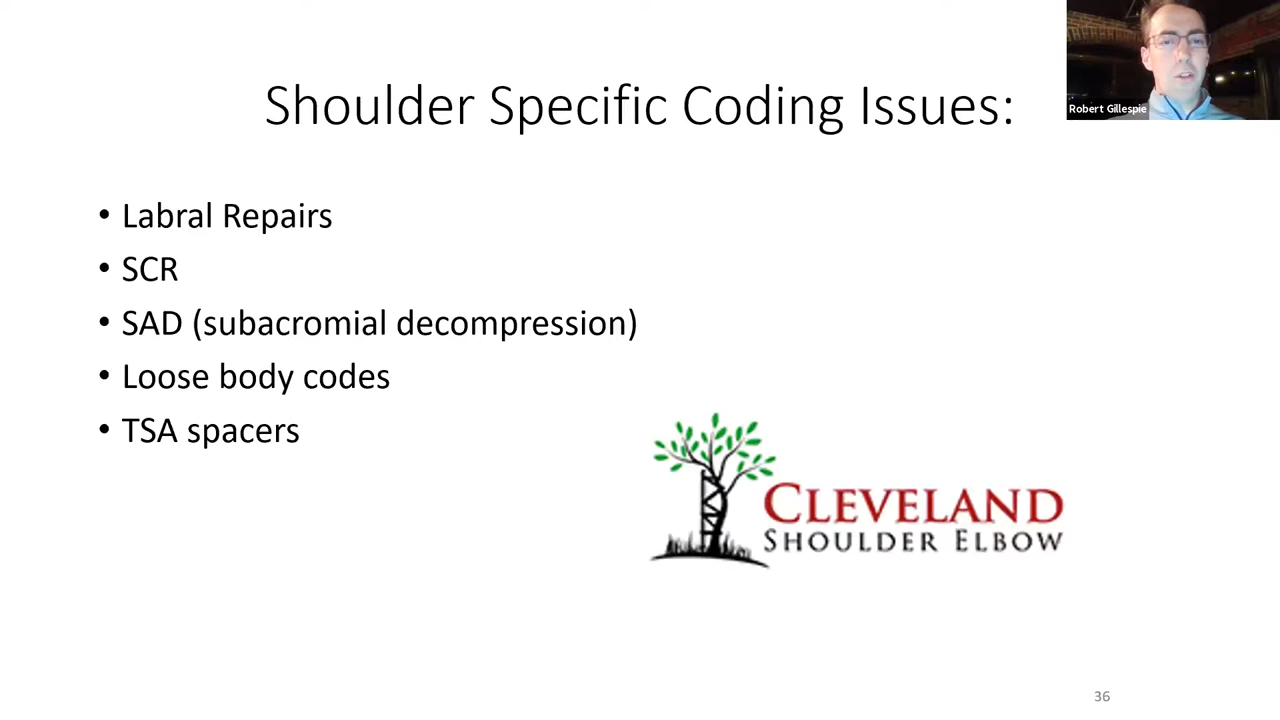 Shoulder Specific Coding Issues:
Robert Gillespie
• Labral Repairs
• SCR
• SAD (subacromial decompression)
• Loose body codes
• TSA spacers
CLEVELAND
SHOULDER ELBOW
36